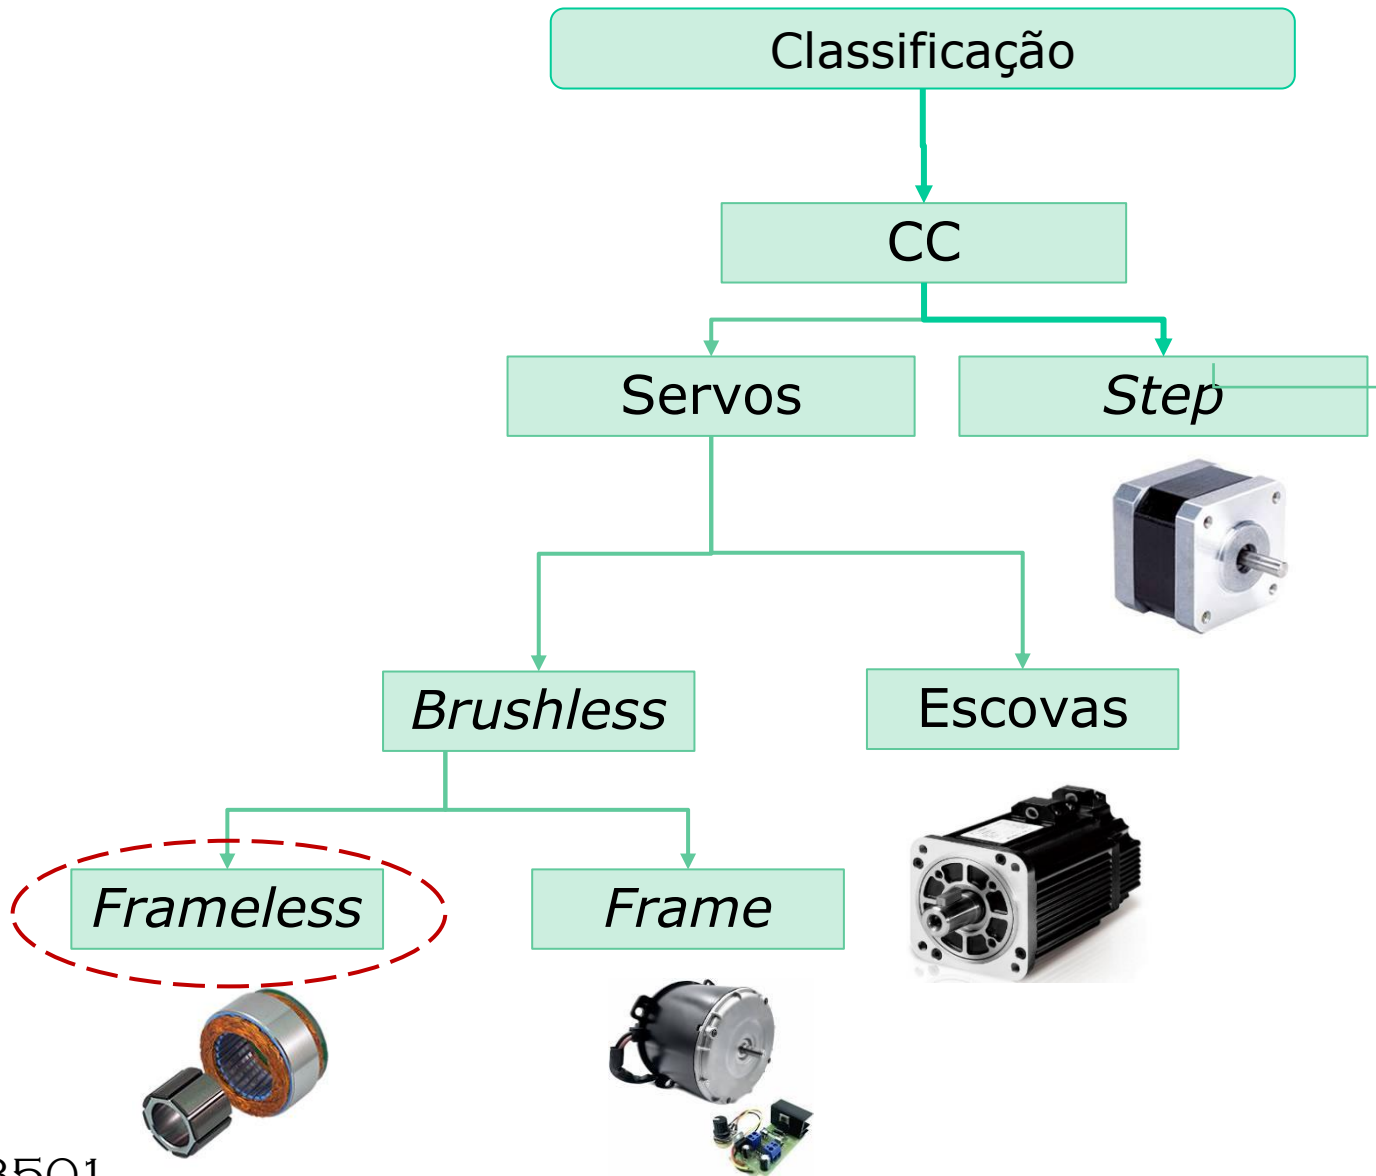 Classificação
CC
Servos
Step
Brushless
Escovas
Frameless
Frame